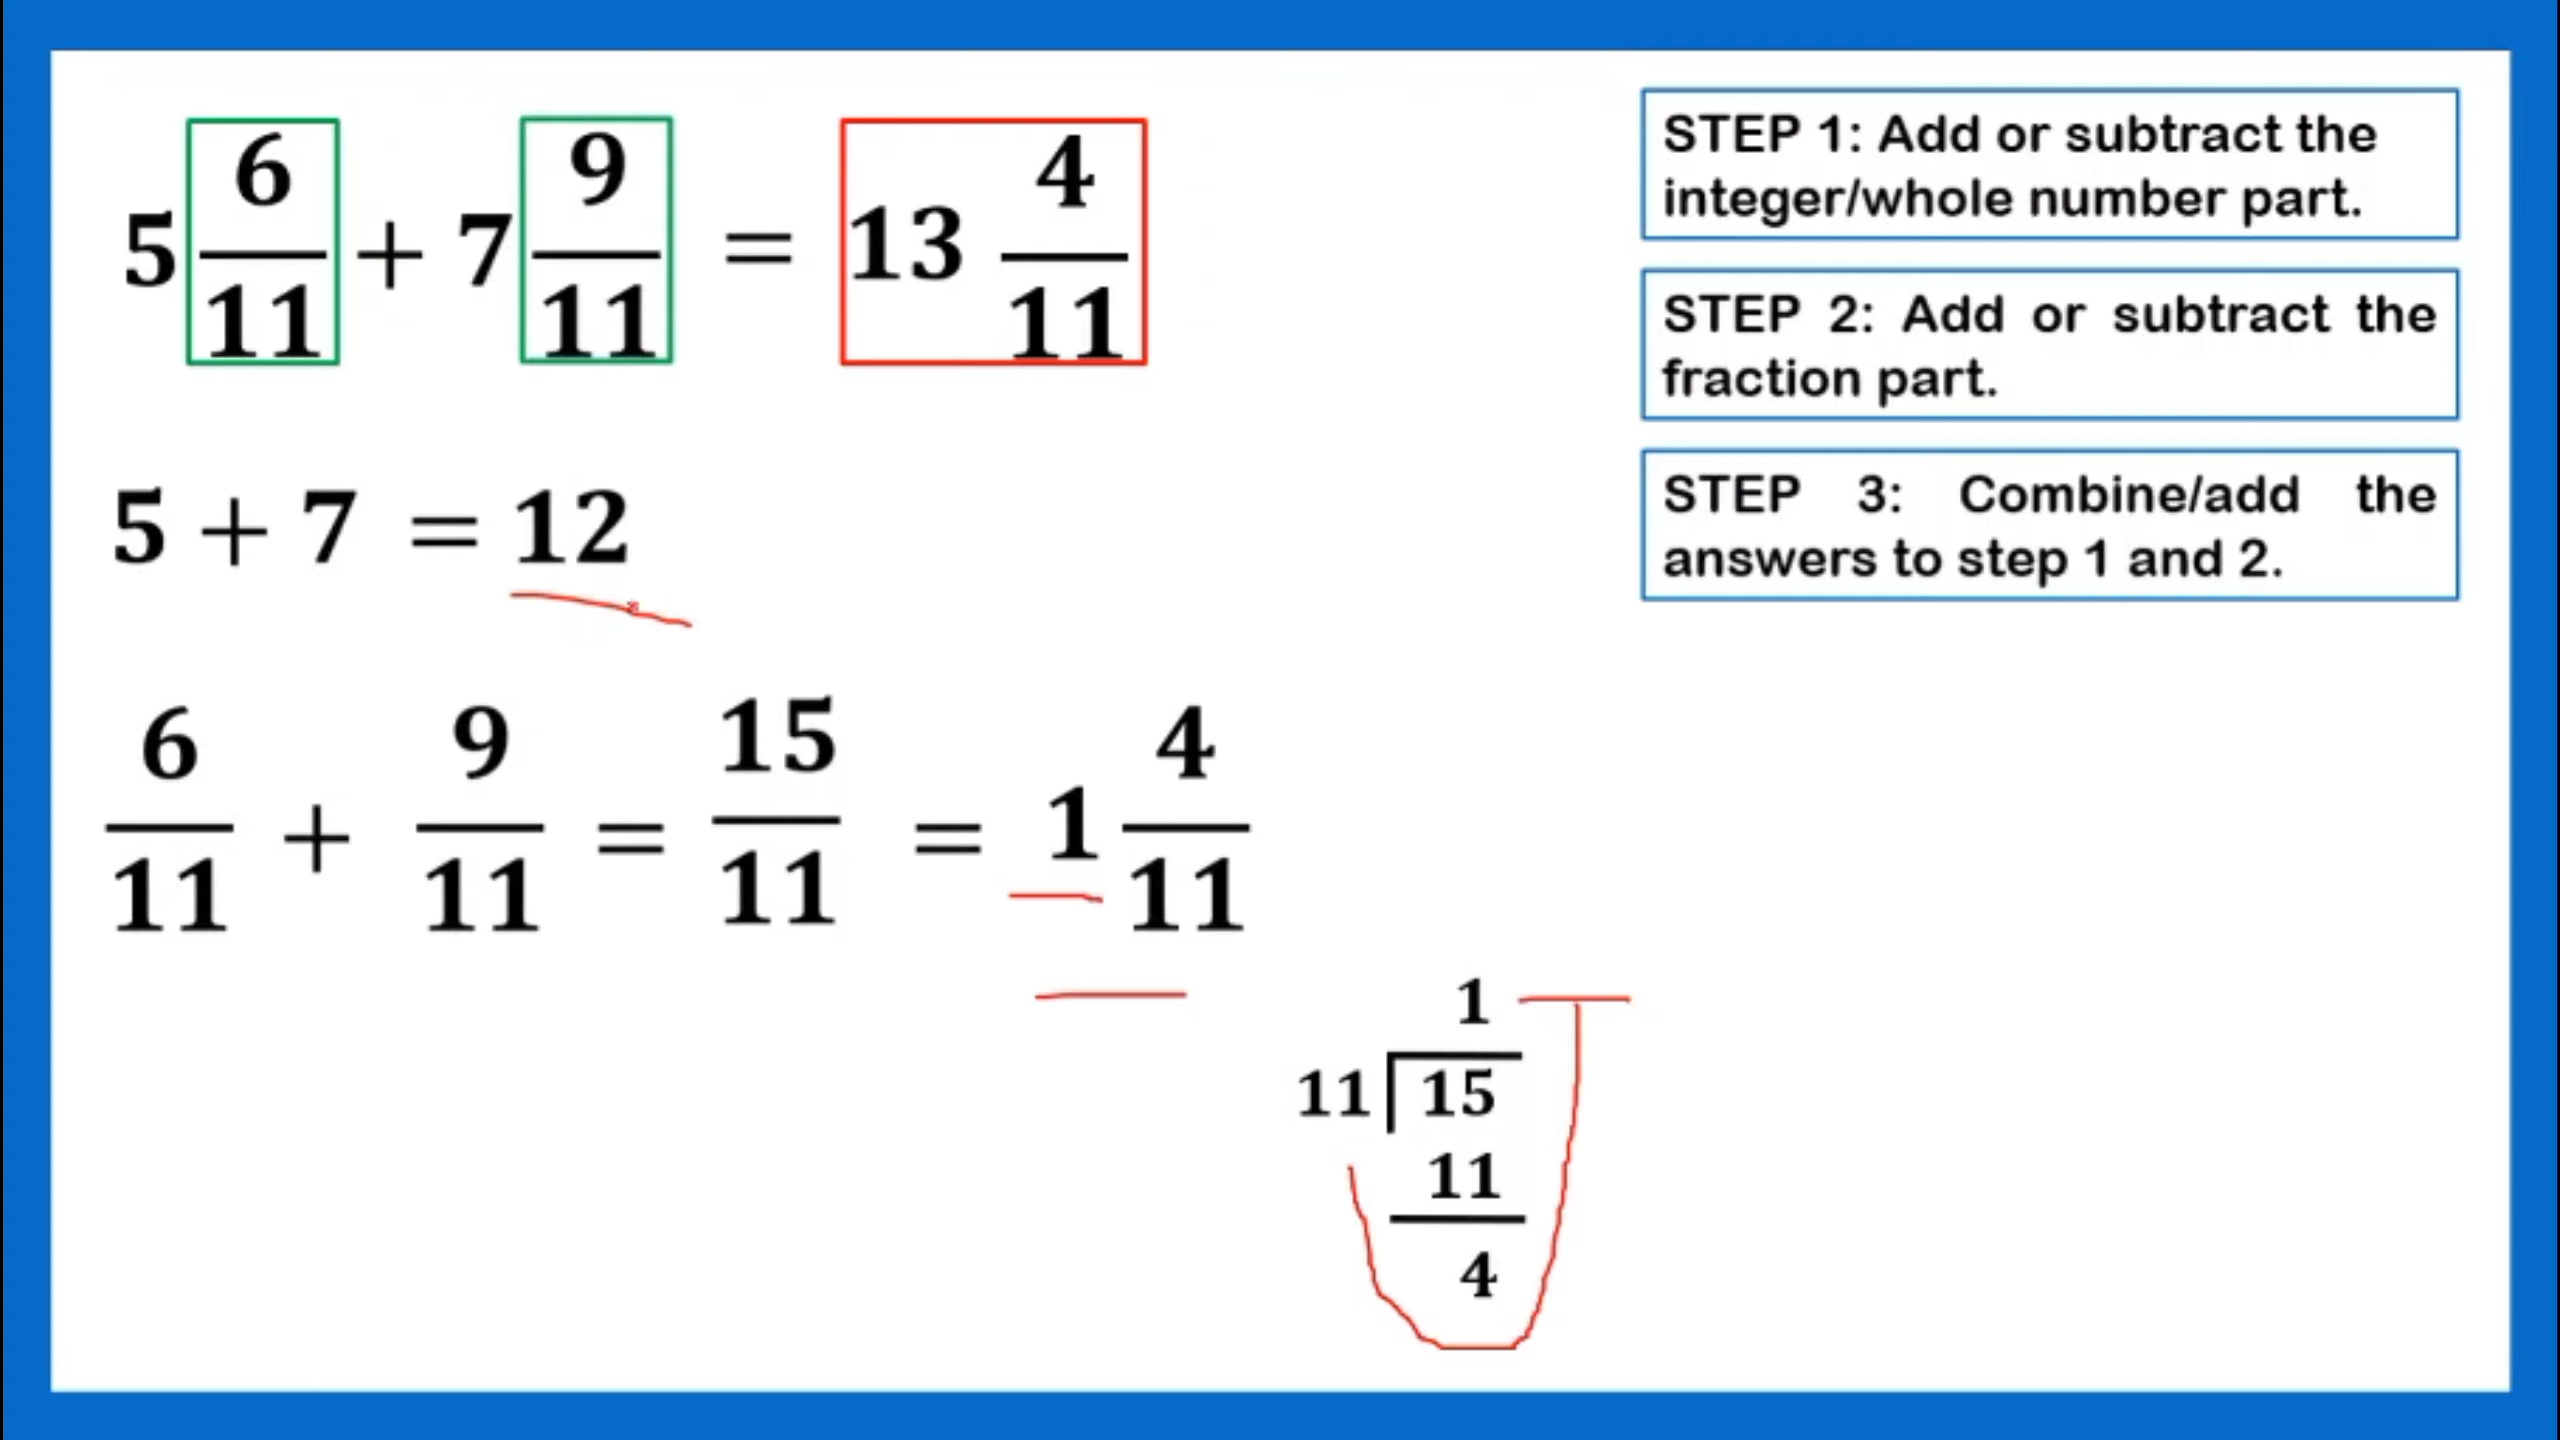 5 6/11 + 7 9/11 = 13 4/11
STEP 1: Add or subtract the
integer/whole number part.
STEP 2: Add or subtract the
fraction part.
STEP 3: Combine/add the
answers to step 1 and 2.
5 + 7 = 12
6/11 + 9/11 = 15/11 = 1 4/11
1
11 15
11
4